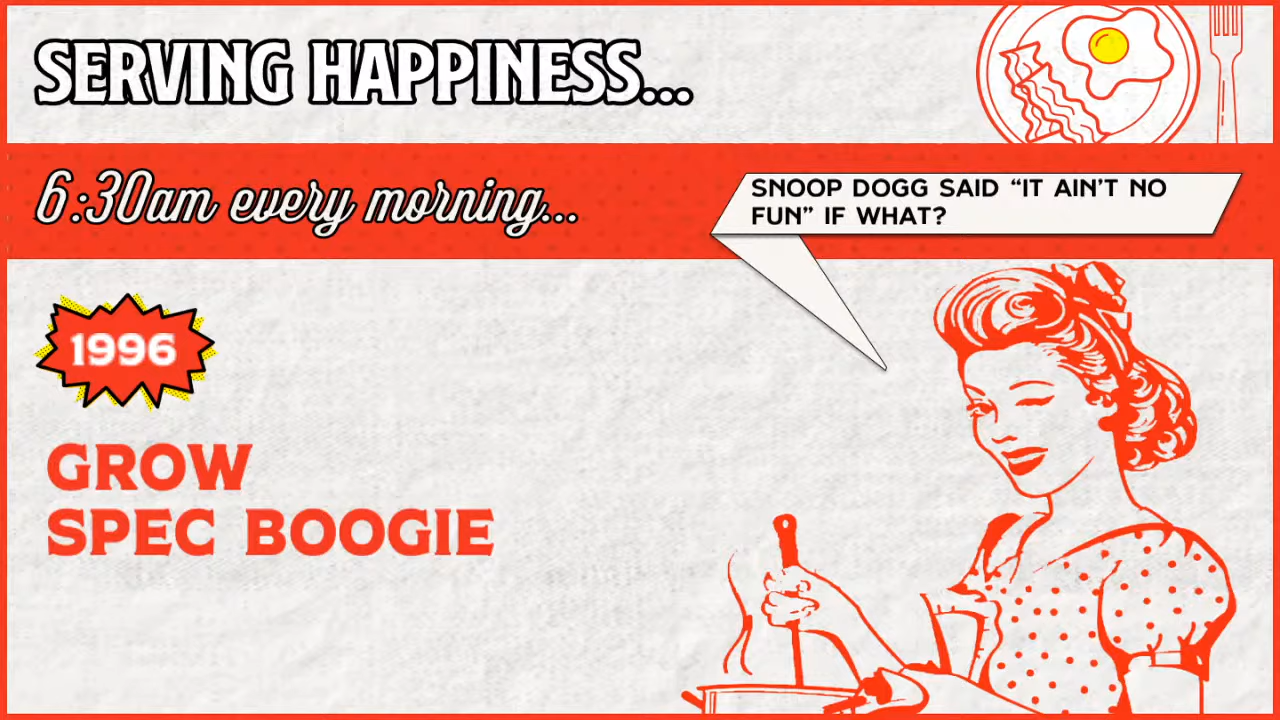 SERVING HAPPINESS...
6:30am every morning...
SNOOP DOGG SAID “IT AIN’T NO
FUN” IF WHAT?
1996
GROW
SPEC BOOGIE